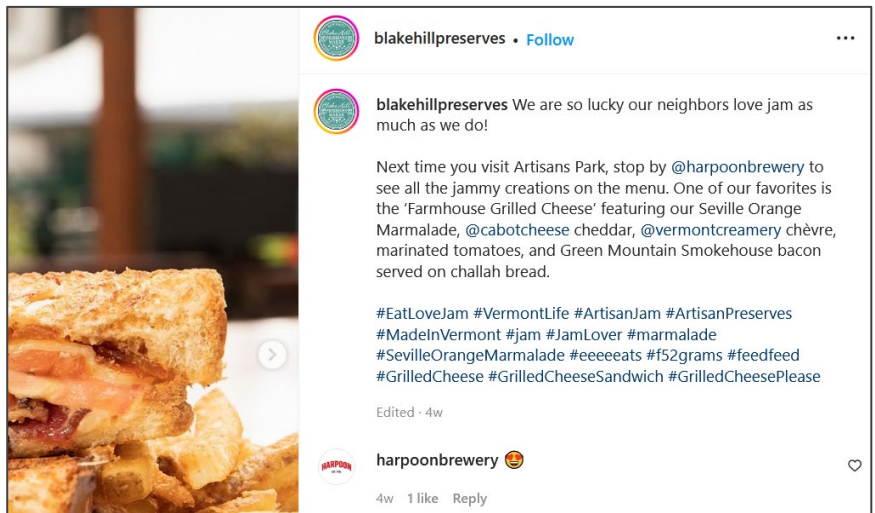 blakehillpreserves • Follow
blakehillpreserves We are so lucky our neighbors love jam as
much as we do!
Next time you visit Artisans Park, stop by @harpoonbrewery to
see all the jammy creations on the menu. One of our favorites is
the ‘Farmhouse Grilled Cheese’ featuring our Seville Orange
Marmalade, @cabotcheese cheddar, @vermontcreamery chèvre,
marinated tomatoes, and Green Mountain Smokehouse bacon
served on challah bread.
#EatLoveJam #VermontLife #ArtisanJam #ArtisanPreserves
#MadeInVermont #jam #JamLover #marmalade
#SevilleOrangeMarmalade #eeeeeats #f52grams #feedfeed
#GrilledCheese #GrilledCheeseSandwich #GrilledCheesePlease
Edited · 4w
HARPOON
harpoonbrewery 😍
4w 1 like Reply